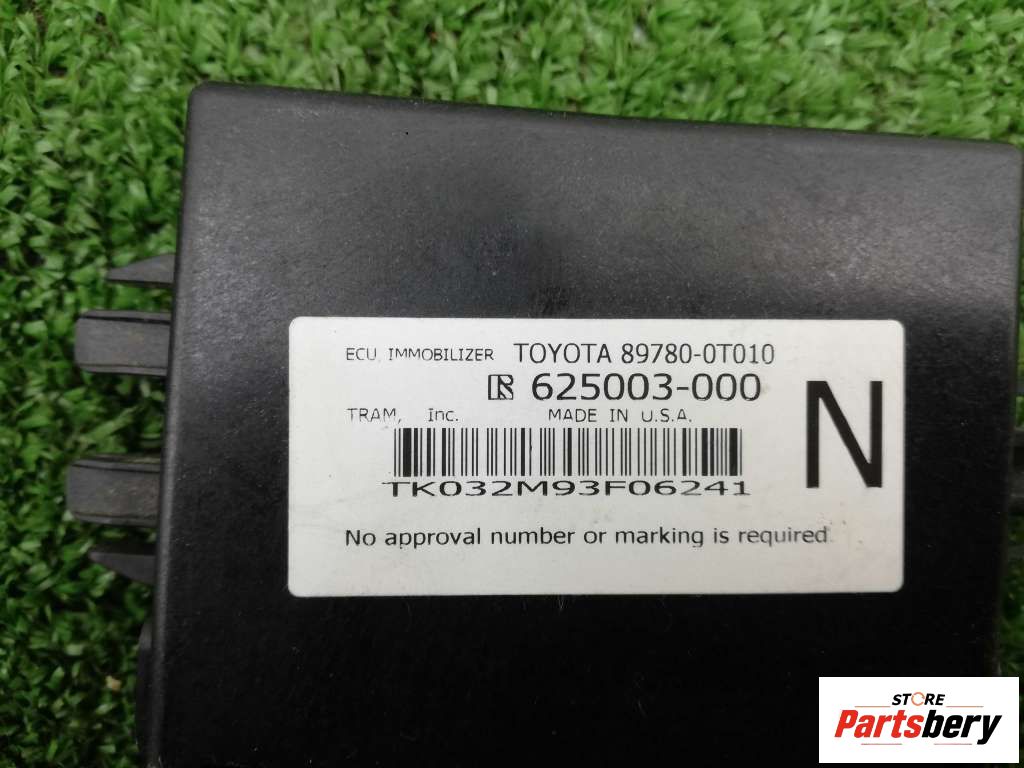 ECU, IMMOBILIZER TOYOTA 89780-0T010
625003-000
TRAM, Inc. MADE IN U.S.A.
N
TK032M93F06241
No approval number or marking is required.
STORE
Partsbery